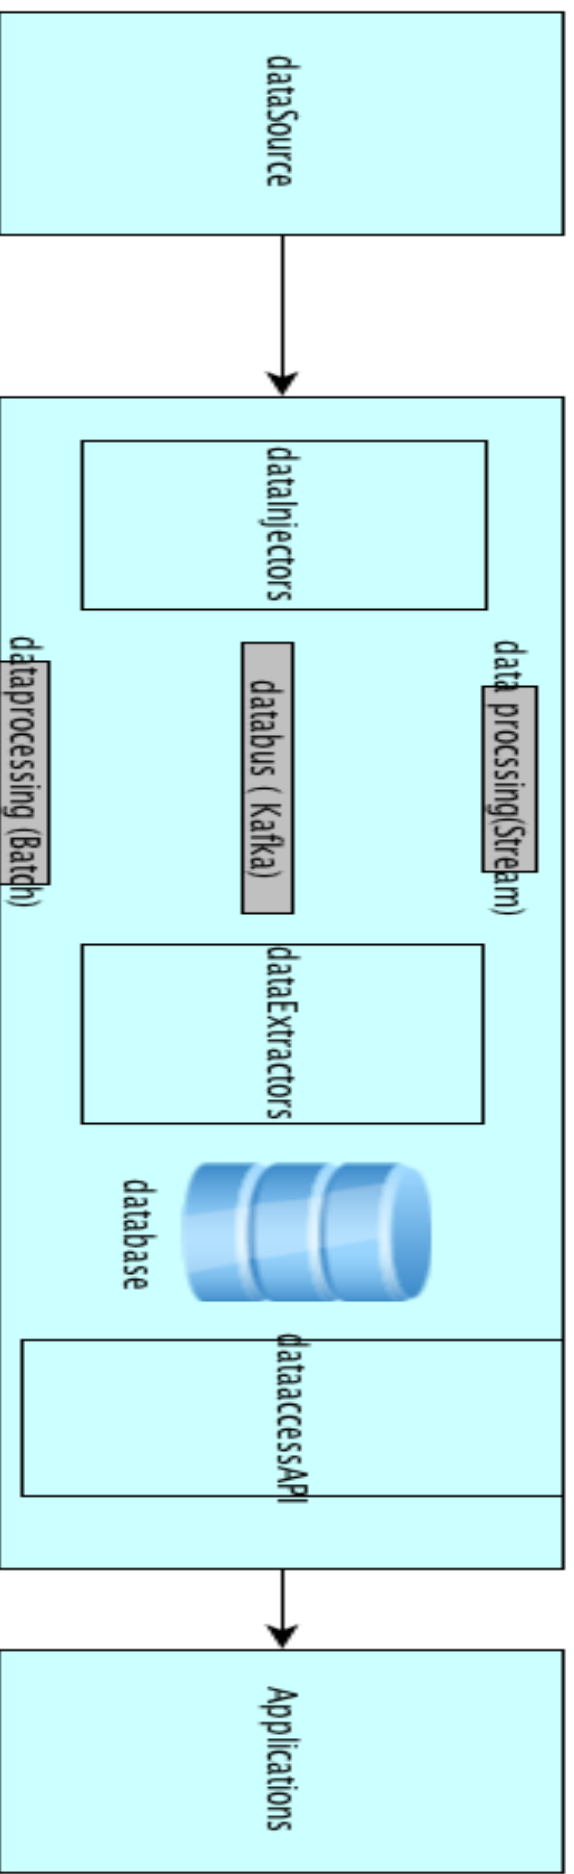 dataSource
dataInjectors
data procssing(Stream)
databus ( Kafka)
dataprocessing (Batch)
dataExtractors
database
dataaccessAPI
Applications